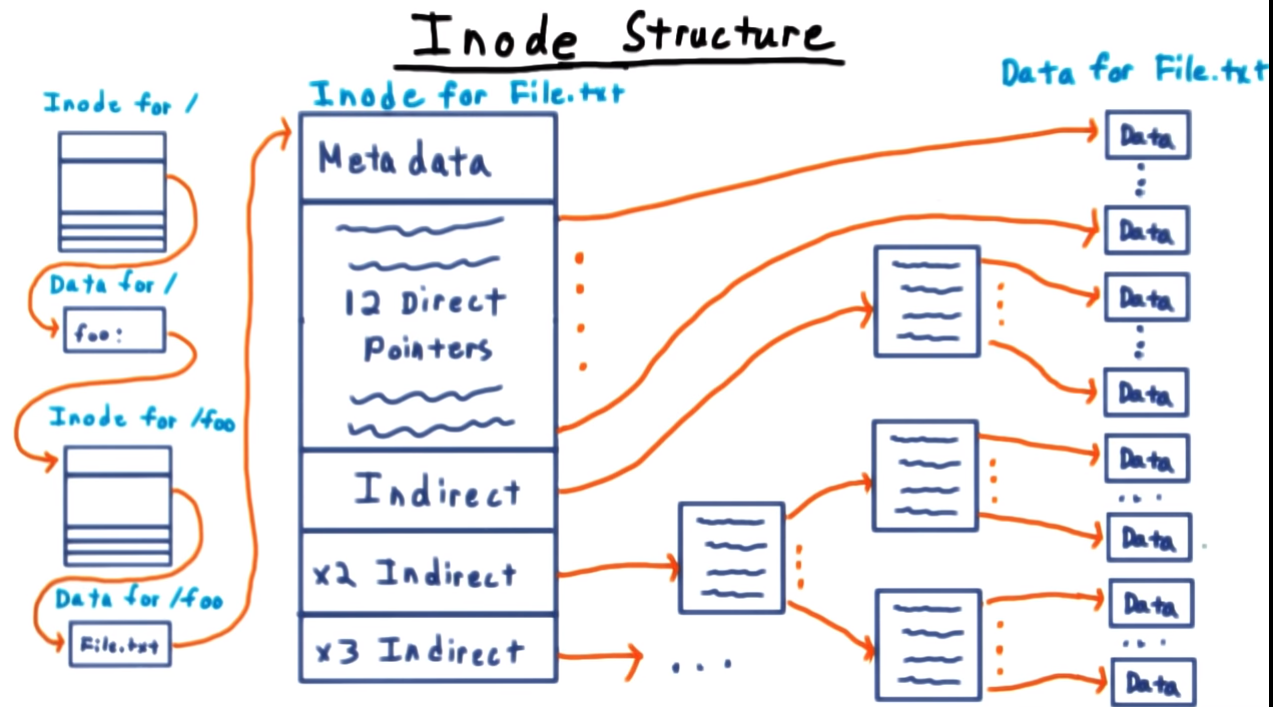 Inode Structure
Inode for /
Data for /
foo:
Inode for /foo
Data for /foo
File.txt
Inode for File.txt
Metadata
12 Direct
Pointers
Indirect
x2 Indirect
x3 Indirect
...
Data for File.txt
Data
Data
Data
Data
Data
Data
Data
Data